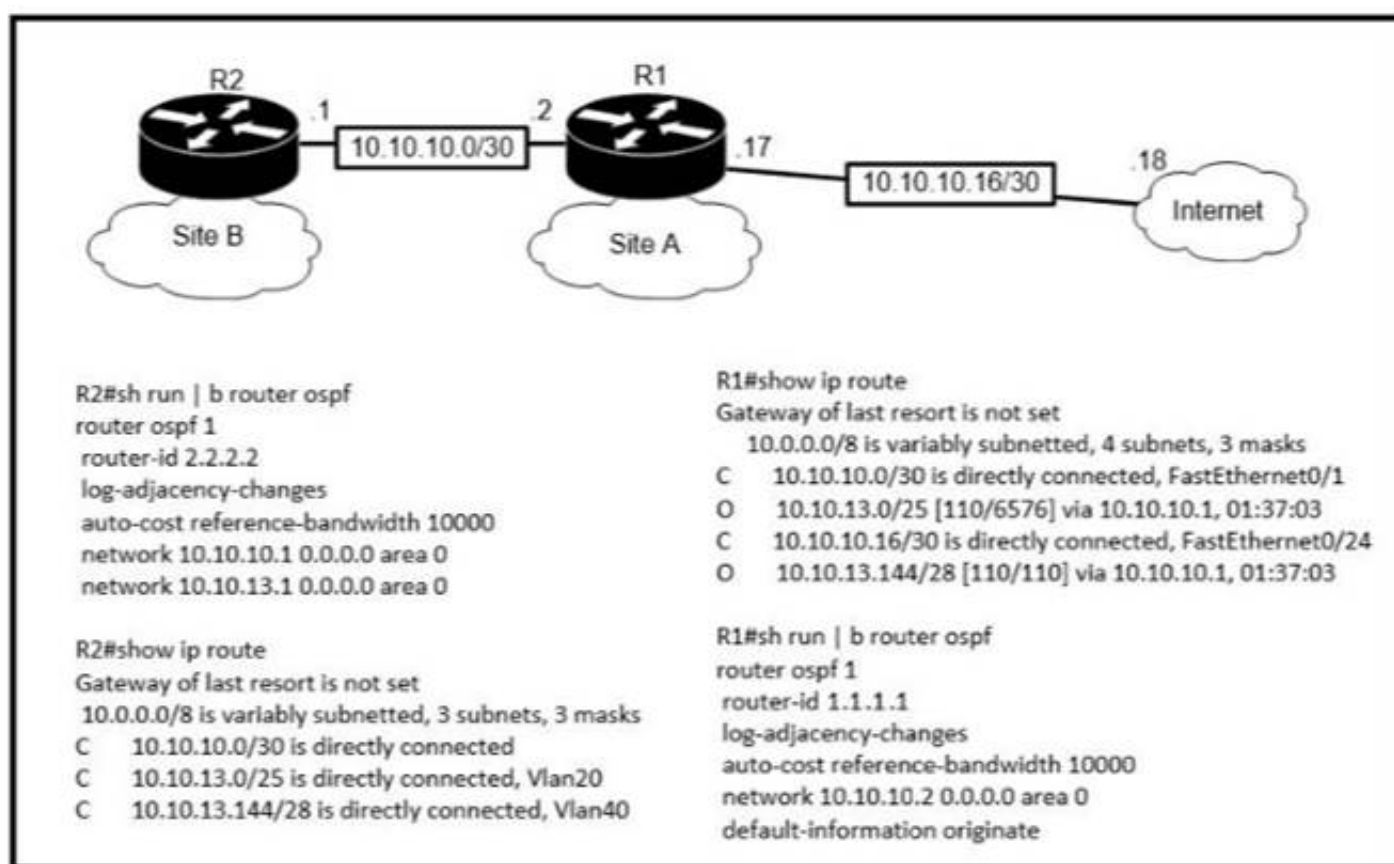 R2
R1
.1
.2
10.10.10.0/30
.17
.18
10.10.10.16/30
Internet
Site B
Site A
R2#sh run | b router ospf
router ospf 1
router-id 2.2.2.2
log-adjacency-changes
auto-cost reference-bandwidth 10000
network 10.10.10.1 0.0.0.0 area 0
network 10.10.13.1 0.0.0.0 area 0
R2#show ip route
Gateway of last resort is not set
10.0.0.0/8 is variably subnetted, 3 subnets, 3 masks
C 10.10.10.0/30 is directly connected
C 10.10.13.0/25 is directly connected, Vlan20
C 10.10.13.144/28 is directly connected, Vlan40
R1#show ip route
Gateway of last resort is not set
10.0.0.0/8 is variably subnetted, 4 subnets, 3 masks
C 10.10.10.0/30 is directly connected, FastEthernet0/1
O 10.10.13.0/25 [110/6576] via 10.10.10.1, 01:37:03
C 10.10.10.16/30 is directly connected, FastEthernet0/24
O 10.10.13.144/28 [110/110] via 10.10.10.1, 01:37:03
R1#sh run | b router ospf
router ospf 1
router-id 1.1.1.1
log-adjacency-changes
auto-cost reference-bandwidth 10000
network 10.10.10.2 0.0.0.0 area 0
default-information originate